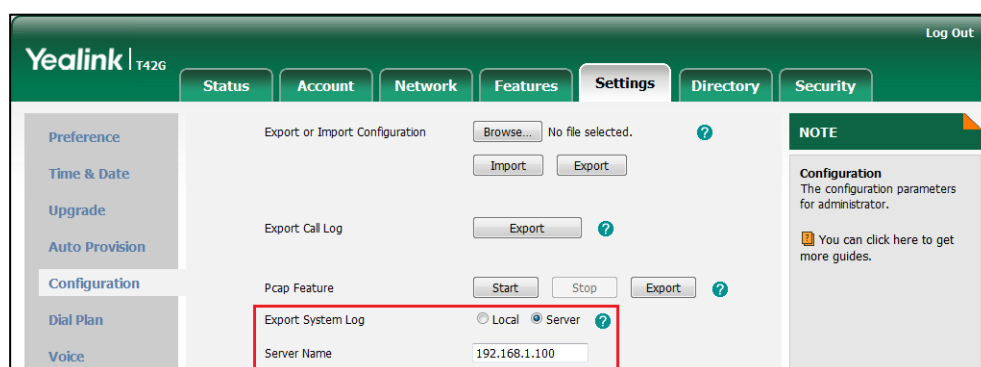 Log Out
Yealink T42G
Status Account Network Features Settings Directory Security
Preference
Time & Date
Upgrade
Auto Provision
Configuration
Dial Plan
Voice
Export or Import Configuration Browse... No file selected. ?
Import Export
Export Call Log Export ?
Pcap Feature Start Stop Export ?
Export System Log Local Server ?
Server Name 192.168.1.100
NOTE
Configuration
The configuration parameters
for administrator.
? You can click here to get
more guides.